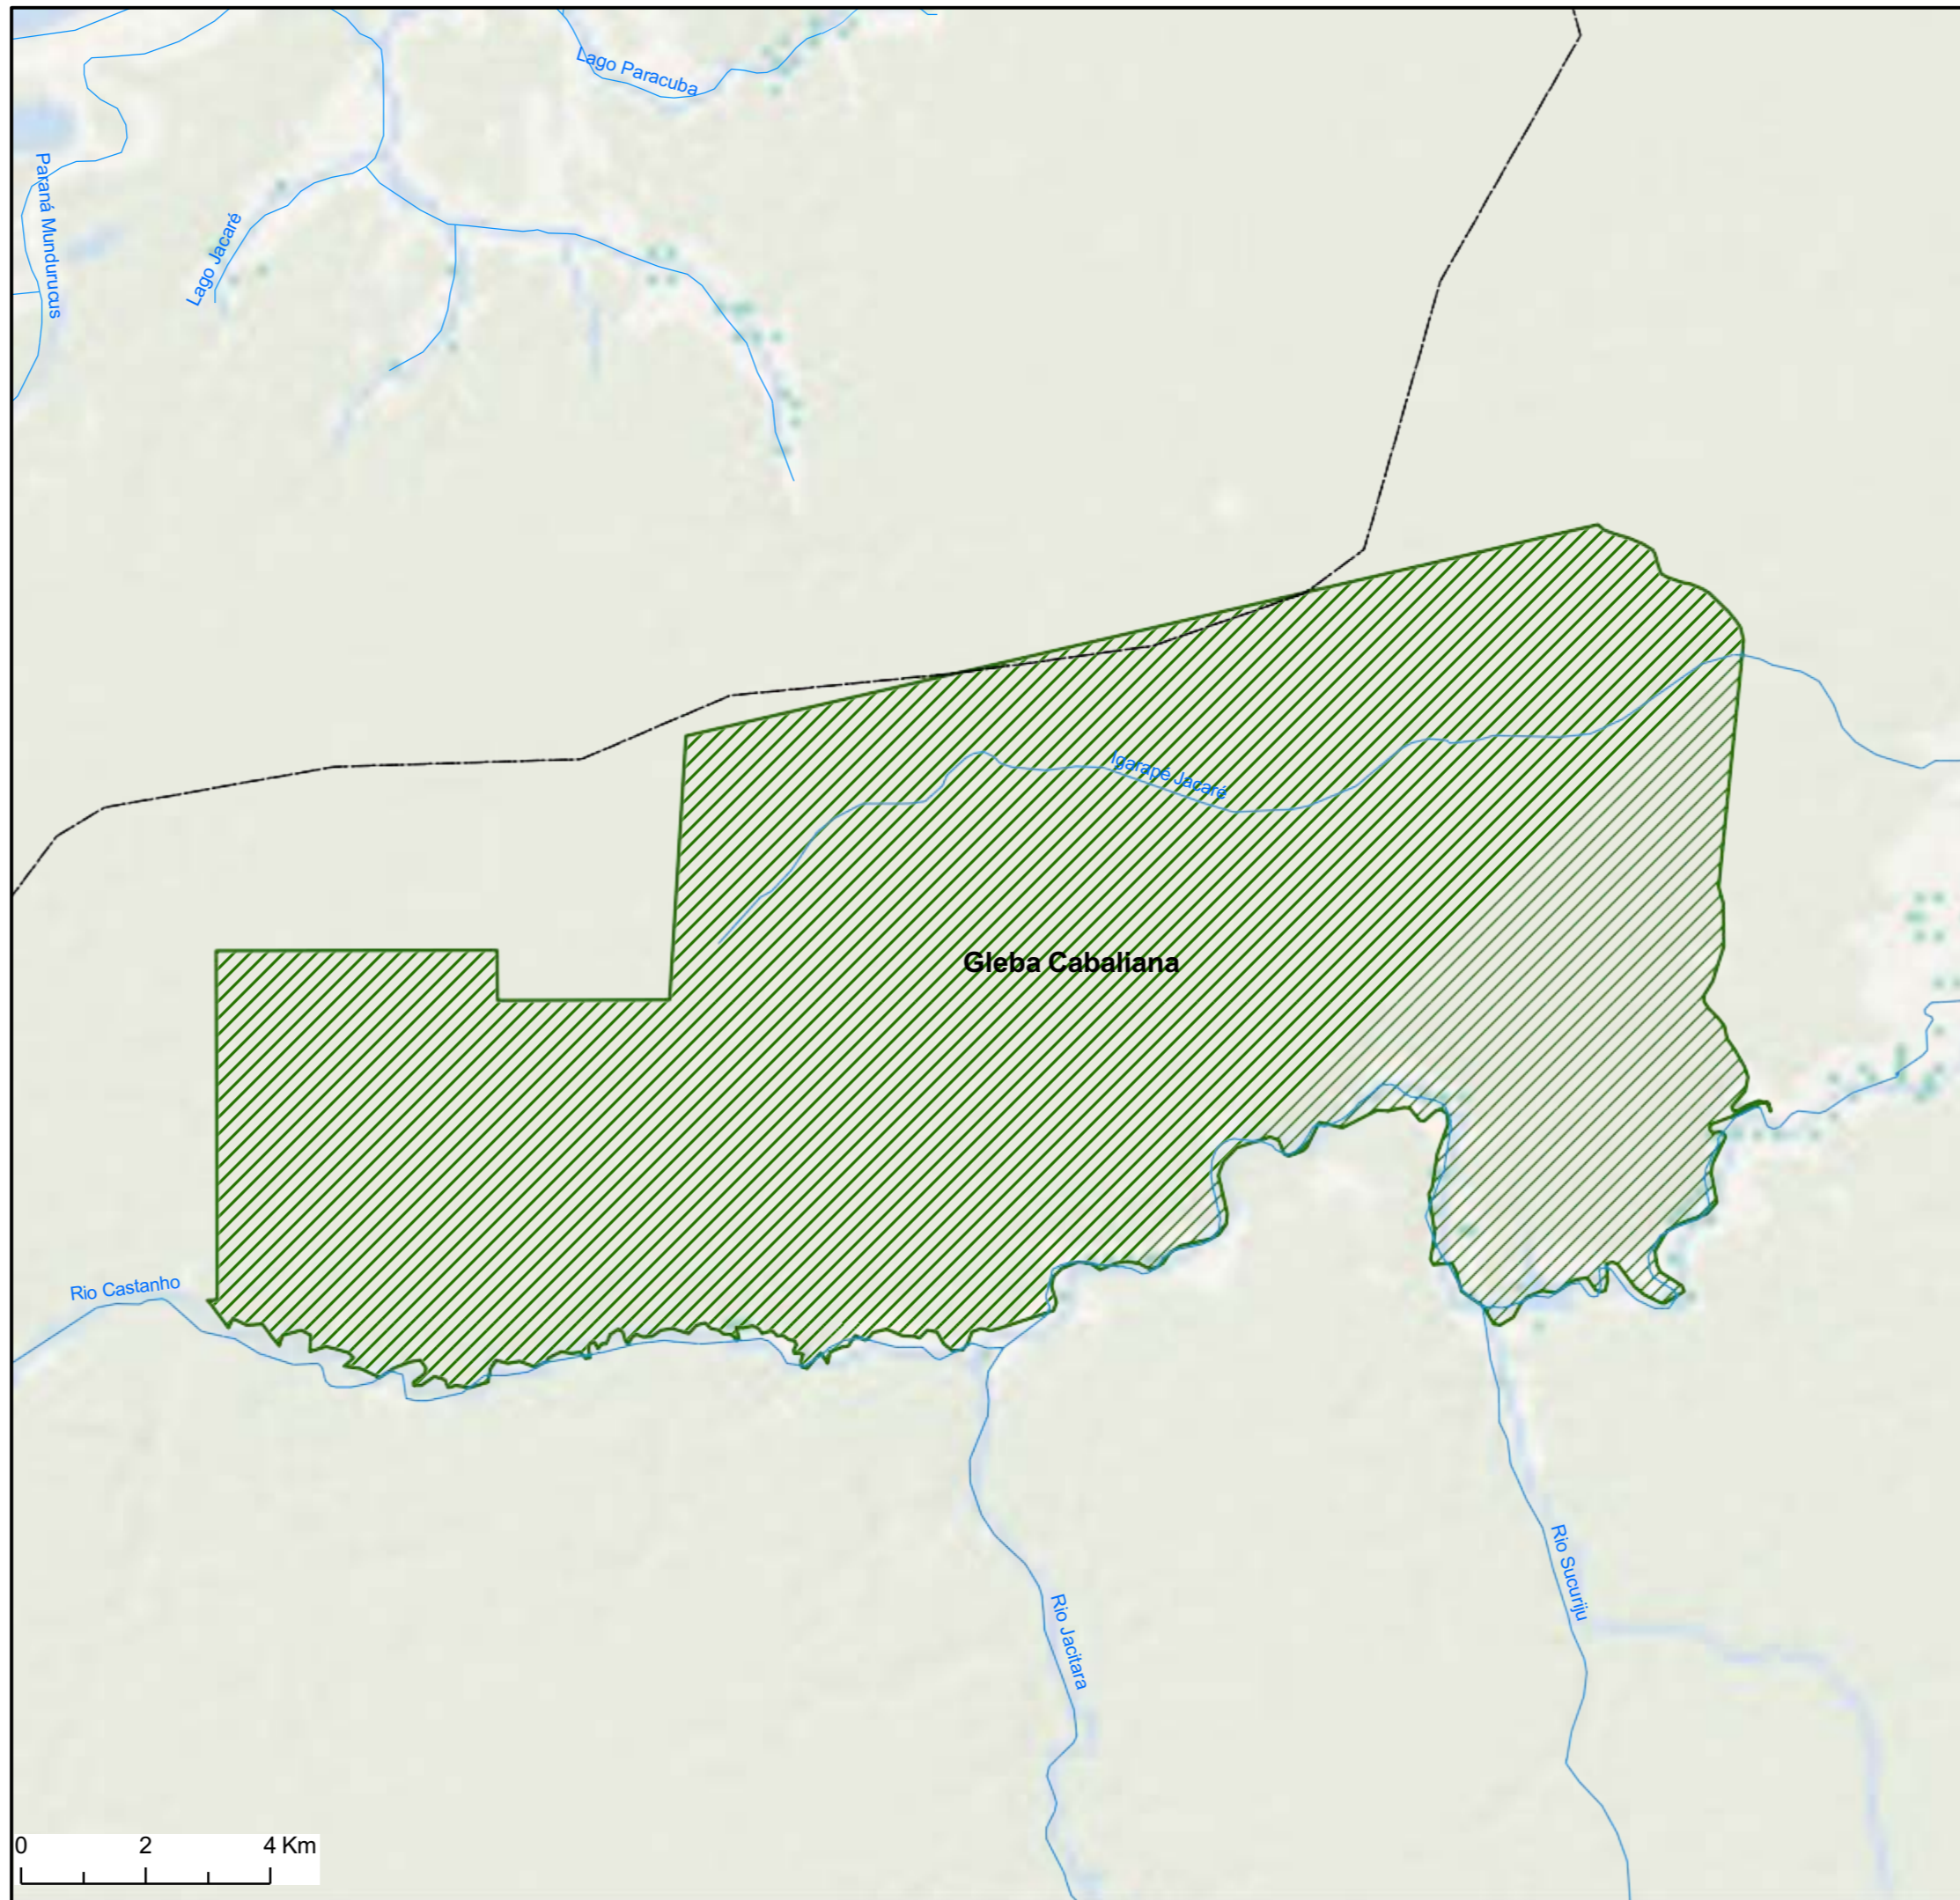 Lago Paracuba
Paraná Mundurucus
Lago Jacaré
Igarapé Jacaré
Gleba Cabaliana
Rio Castanho
Rio Sucuriju
Rio Jacitara
0 2 4 Km